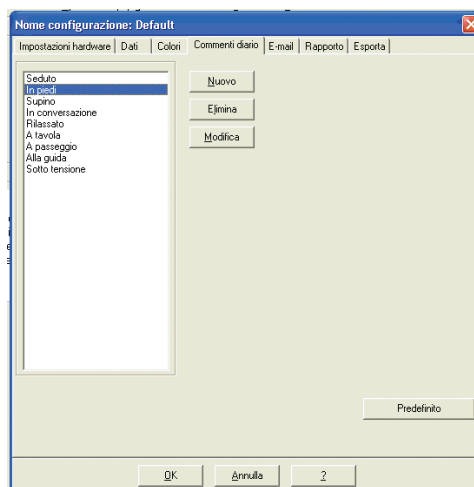 Nome configurazione: Default
Impostazioni hardware Dati Colori Commenti diario E-mail Rapporto Esporta
Seduto
In piedi
Supino
In conversazione
Rilassato
A tavola
A passeggio
Alla guida
Sotto tensione
Nuovo
Elimina
Modifica
Predefinito
OK Annulla ?